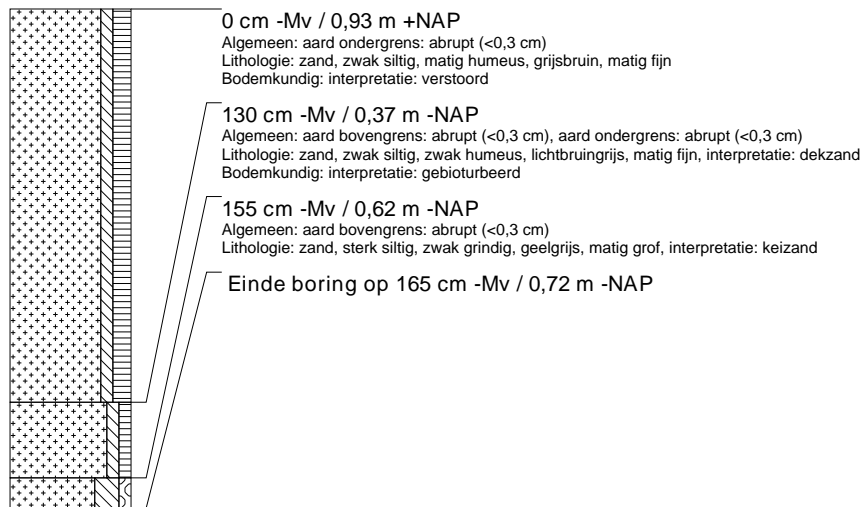 0 cm -Mv / 0,93 m +NAP
Algemeen: aard ondergrens: abrupt (<0,3 cm)
Lithologie: zand, zwak siltig, matig humeus, grijsbruin, matig fijn
Bodemkundig: interpretatie: verstoord
130 cm -Mv / 0,37 m -NAP
Algemeen: aard bovengrens: abrupt (<0,3 cm), aard ondergrens: abrupt (<0,3 cm)
Lithologie: zand, zwak siltig, zwak humeus, lichtbruingrijs, matig fijn, interpretatie: dekzand
Bodemkundig: interpretatie: gebioturbeerd
155 cm -Mv / 0,62 m -NAP
Algemeen: aard bovengrens: abrupt (<0,3 cm)
Lithologie: zand, sterk siltig, zwak grindig, geelgrijs, matig grof, interpretatie: keizand
Einde boring op 165 cm -Mv / 0,72 m -NAP